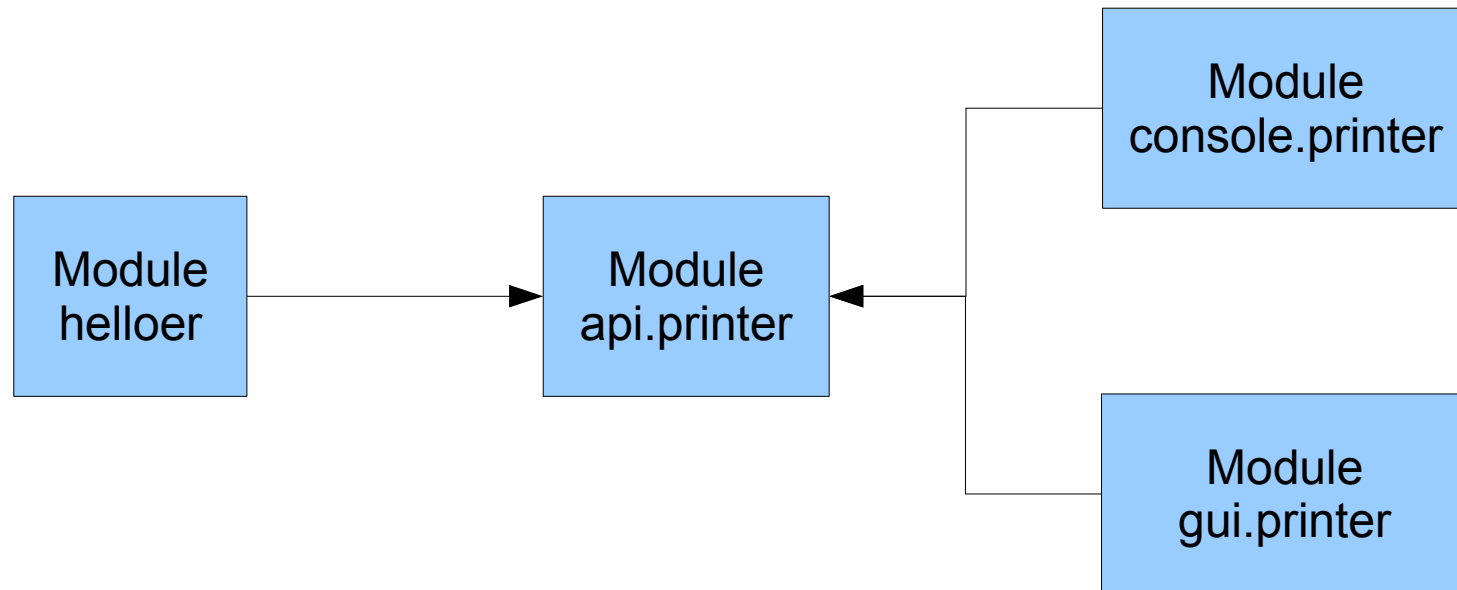 Module
helloer
Module
api.printer
Module
console.printer
Module
gui.printer